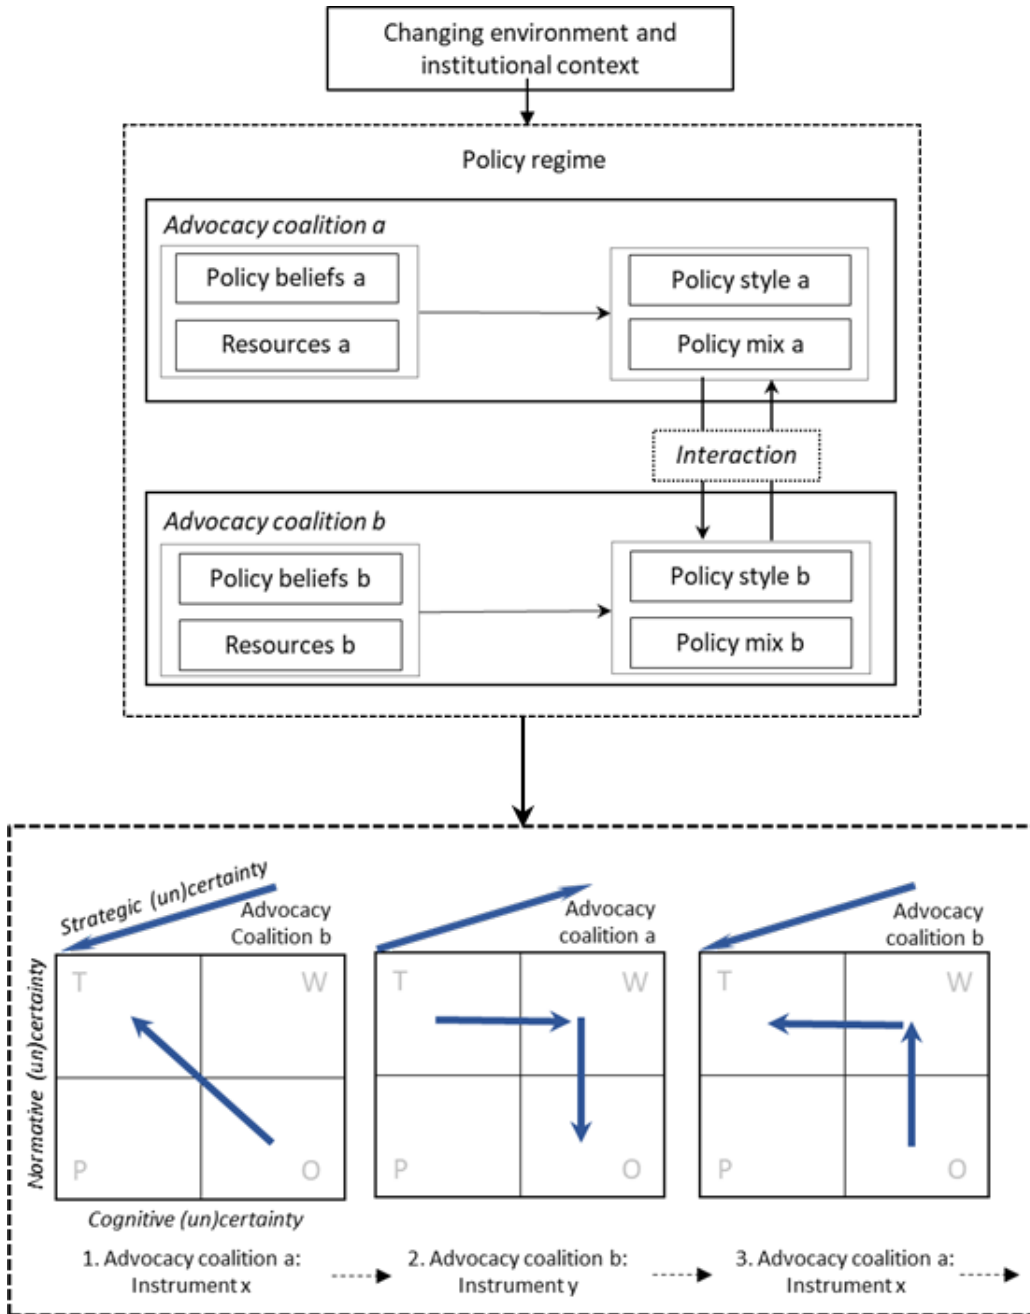 Changing environment and
institutional context
Policy regime
Advocacy coalition a
Policy beliefs a
Resources a
Policy style a
Policy mix a
Interaction
Advocacy coalition b
Policy beliefs b
Resources b
Policy style b
Policy mix b
Strategic (un)certainty
Advocacy
Coalition b
Normative (un)certainty
T
W
P
O
Cognitive (un)certainty
1. Advocacy coalition a:
Instrument x
Advocacy
coalition a
T
W
P
O
2. Advocacy coalition b:
Instrument y
Advocacy
coalition b
T
W
P
O
3. Advocacy coalition a:
Instrument x